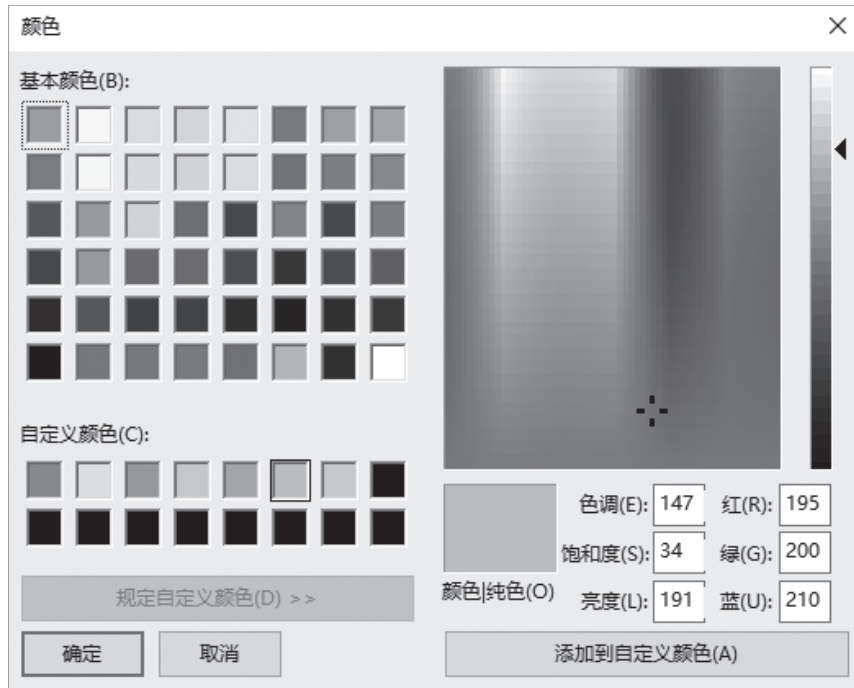 颜色
基本颜色(B):
自定义颜色(C):
规定自定义颜色(D) >>
确定
取消
颜色|纯色(O)
色调(E): 147
红(R): 195
饱和度(S): 34
绿(G): 200
亮度(L): 191
蓝(U): 210
添加到自定义颜色(A)